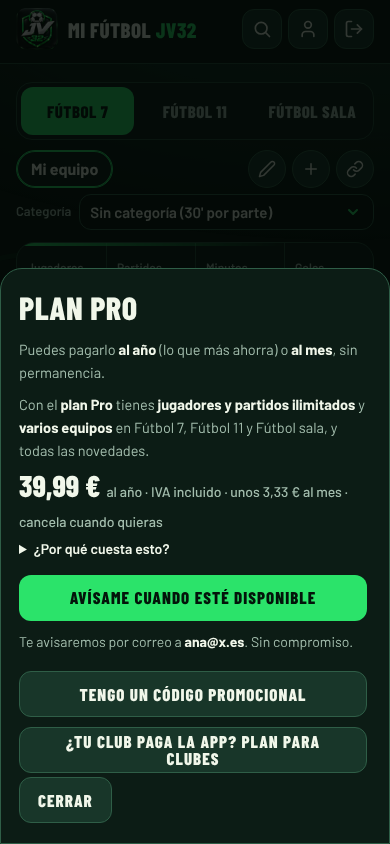 MI FÚTBOL JV32
FÚTBOL 7
FÚTBOL 11
FÚTBOL SALA
Mi equipo
Categoría
Sin categoría (30' por parte)
Jugadores
Partidos
Minutos
Goles
PLAN PRO
Puedes pagarlo al año (lo que más ahorra) o al mes, sin
permanencia.
Con el plan Pro tienes jugadores y partidos ilimitados y
varios equipos en Fútbol 7, Fútbol 11 y Fútbol sala, y
todas las novedades.
39,99 € al año · IVA incluido · unos 3,33 € al mes ·
cancela cuando quieras
¿Por qué cuesta esto?
AVÍSAME CUANDO ESTÉ DISPONIBLE
Te avisaremos por correo a ana@x.es. Sin compromiso.
TENGO UN CÓDIGO PROMOCIONAL
¿TU CLUB PAGA LA APP? PLAN PARA
CLUBES
CERRAR